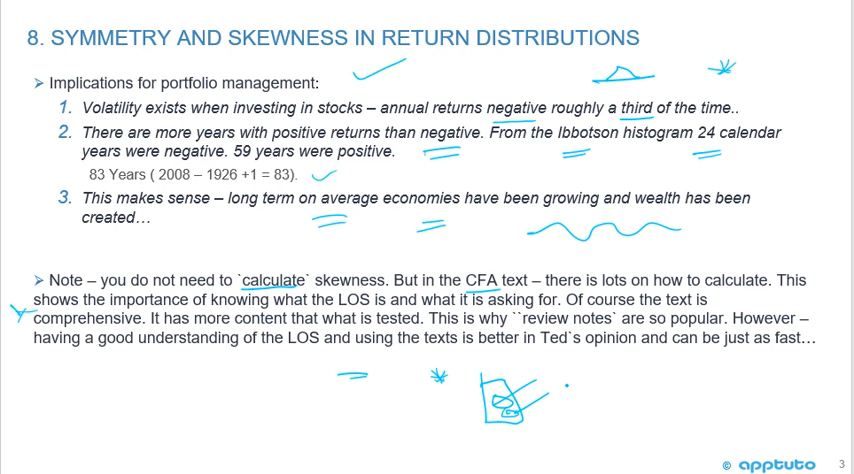 8. SYMMETRY AND SKEWNESS IN RETURN DISTRIBUTIONS
➢ Implications for portfolio management:
1. Volatility exists when investing in stocks – annual returns negative roughly a third of the time..
2. There are more years with positive returns than negative. From the Ibbotson histogram 24 calendar
years were negative. 59 years were positive.
83 Years ( 2008 – 1926 +1 = 83).
3. This makes sense – long term on average economies have been growing and wealth has been
created…
➢ Note – you do not need to `calculate` skewness. But in the CFA text – there is lots on how to calculate. This
shows the importance of knowing what the LOS is and what it is asking for. Of course the text is
comprehensive. It has more content that what is tested. This is why ``review notes` are so popular. However –
having a good understanding of the LOS and using the texts is better in Ted`s opinion and can be just as fast…
© apptuto
3